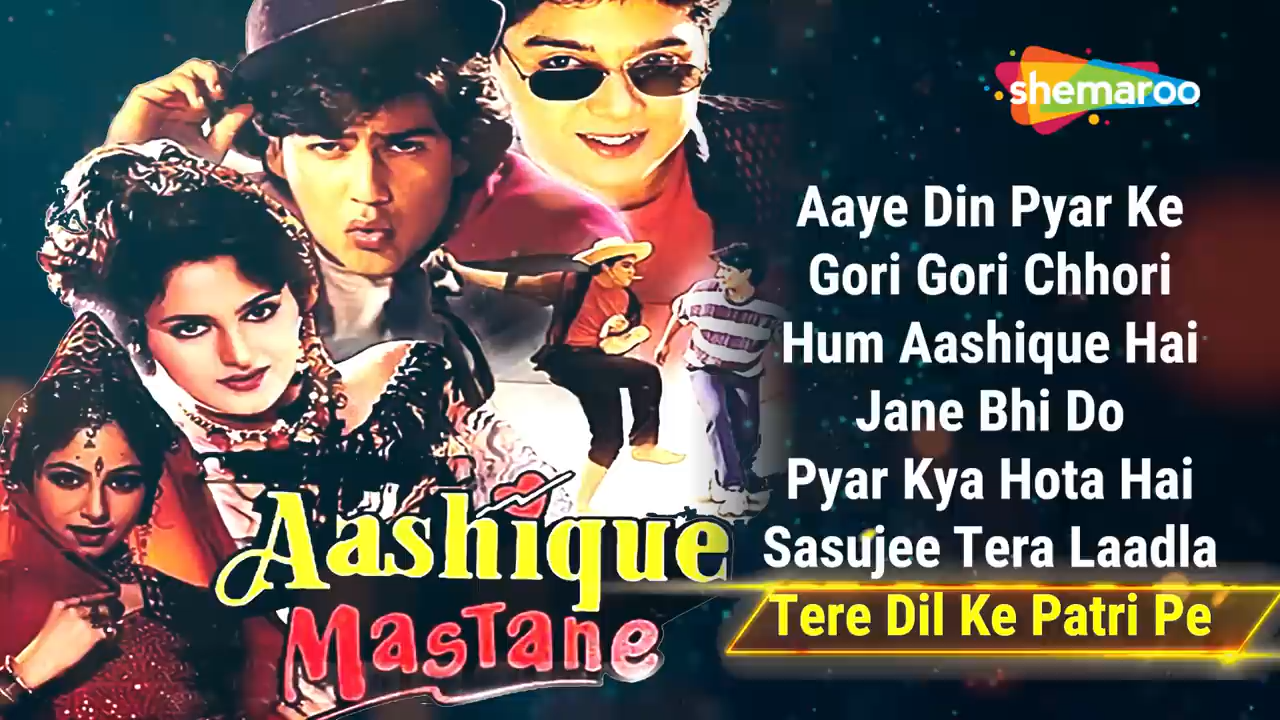 shemaroo
Aaye Din Pyar Ke
Gori Gori Chhori
Hum Aashique Hai
Jane Bhi Do
Pyar Kya Hota Hai
Sasujee Tera Laadla
Tere Dil Ke Patri Pe
Aashique
Mastane